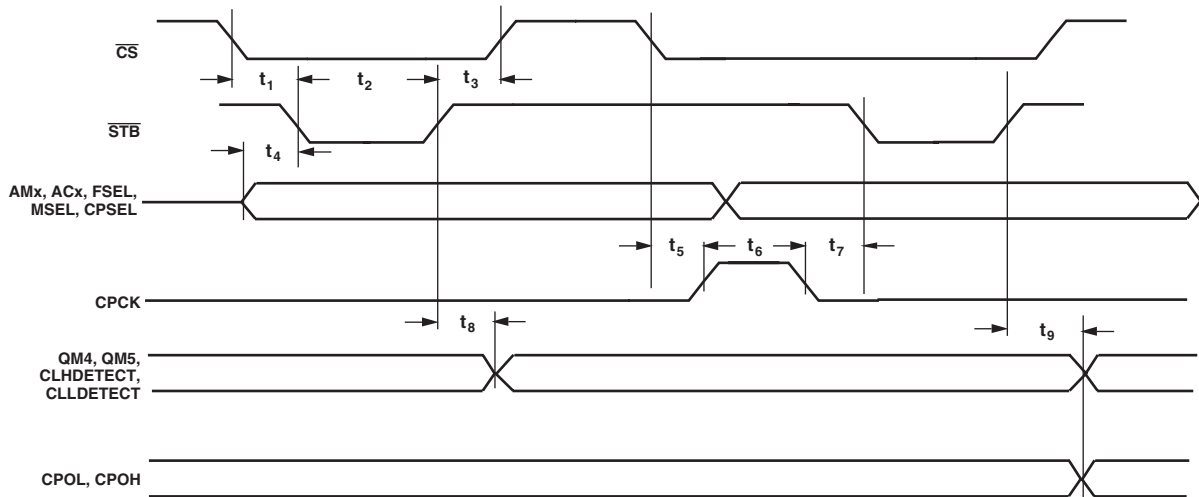 CS
t1 t2 t3
STB
t4
AMx, ACx, FSEL,
MSEL, CPSEL
t5 t6 t7
CPCK
t8 t9
QM4, QM5,
CLHDETECT,
CLLDETECT
CPOL, CPOH